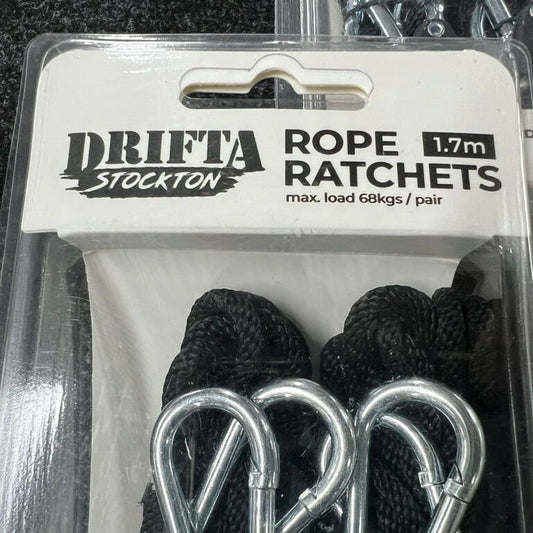 DRIFTA
STOCKTON
ROPE 1.7m
RATCHETS
max. load 68kgs / pair